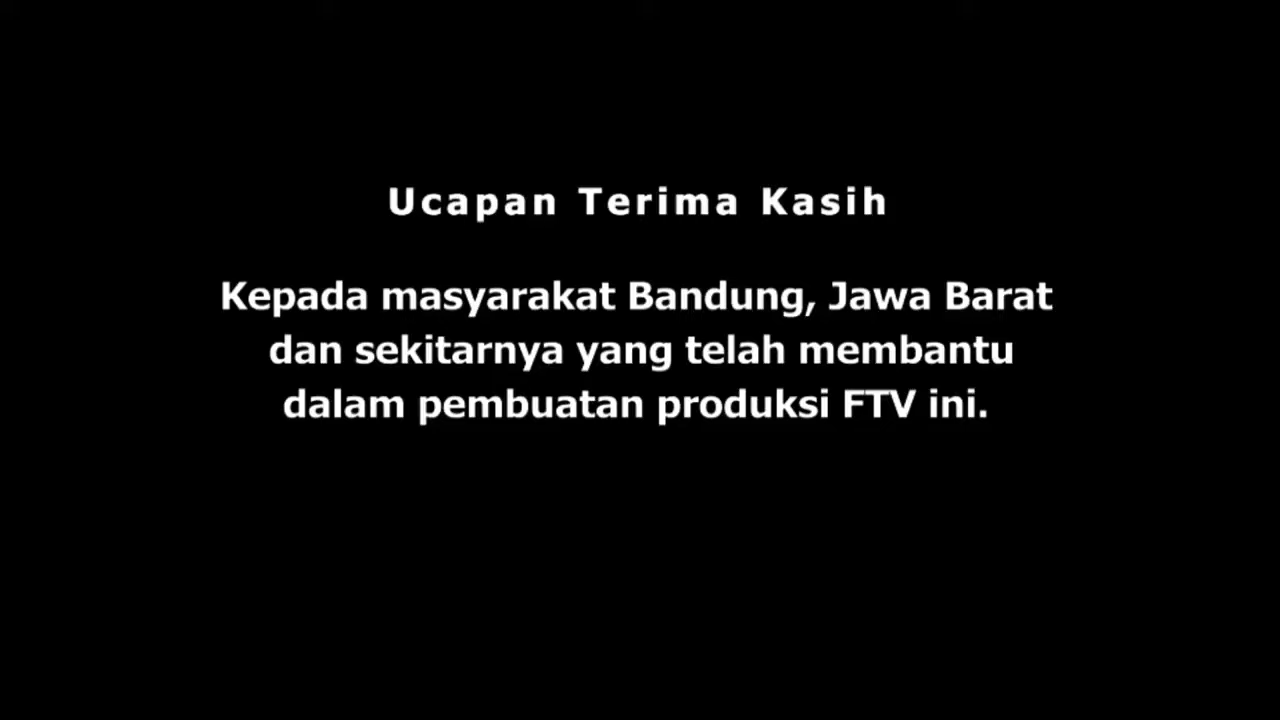 Ucapan Terima Kasih
Kepada masyarakat Bandung, Jawa Barat
dan sekitarnya yang telah membantu
dalam pembuatan produksi FTV ini.